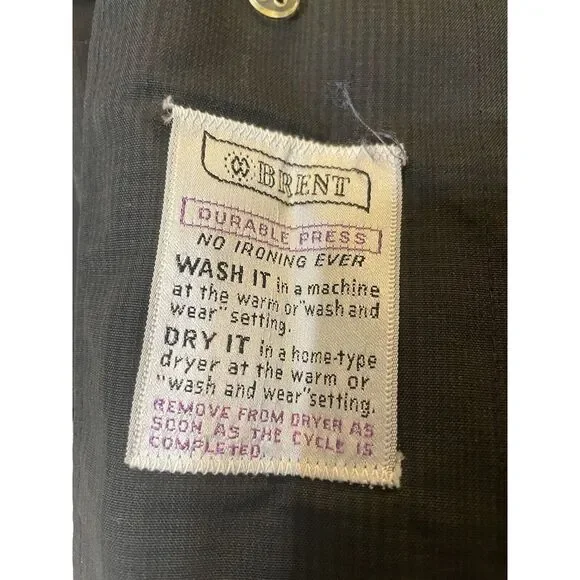 BRENT
DURABLE PRESS
NO IRONING EVER
WASH IT in a machine
at the warm or "wash and
wear" setting.
DRY IT in a home-type
dryer at the warm or
"wash and wear" setting.
REMOVE FROM DRYER AS
SOON AS THE CYCLE IS
COMPLETED.